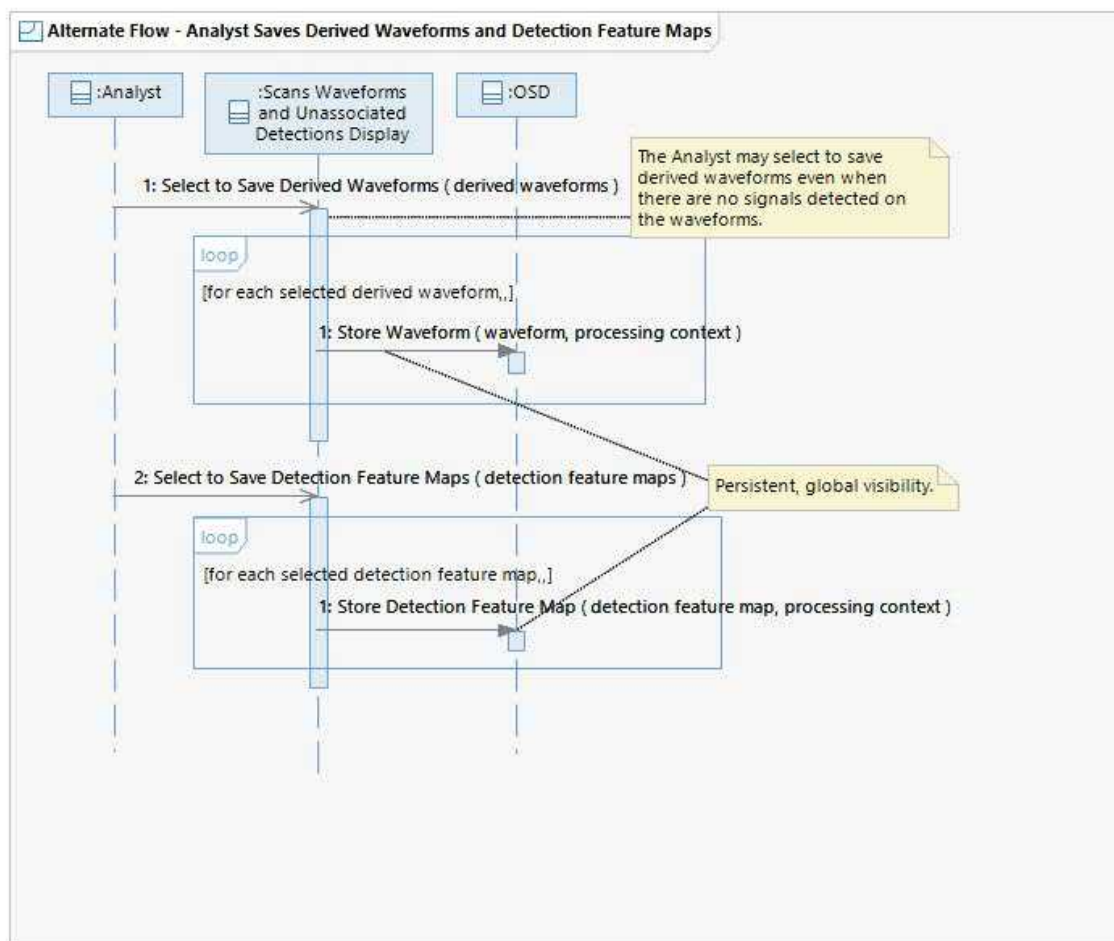 Alternate Flow - Analyst Saves Derived Waveforms and Detection Feature Maps
:Analyst
:Scans Waveforms
and Unassociated
Detections Display
:OSD
The Analyst may select to save
derived waveforms even when
there are no signals detected on
the waveforms.
1: Select to Save Derived Waveforms ( derived waveforms )
loop
[for each selected derived waveform,,]
1: Store Waveform ( waveform, processing context )
2: Select to Save Detection Feature Maps ( detection feature maps )
Persistent, global visibility.
loop
[for each selected detection feature map,,]
1: Store Detection Feature Map ( detection feature map, processing context )